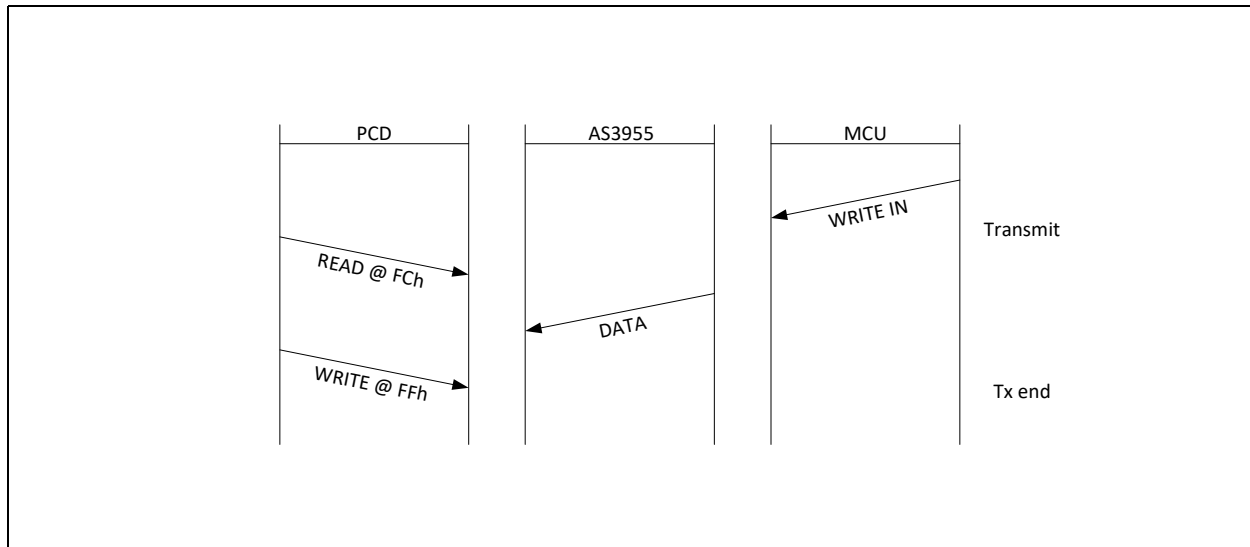 PCD
AS3955
MCU
WRITE IN
Transmit
READ @ FCh
DATA
WRITE @ FFh
Tx end